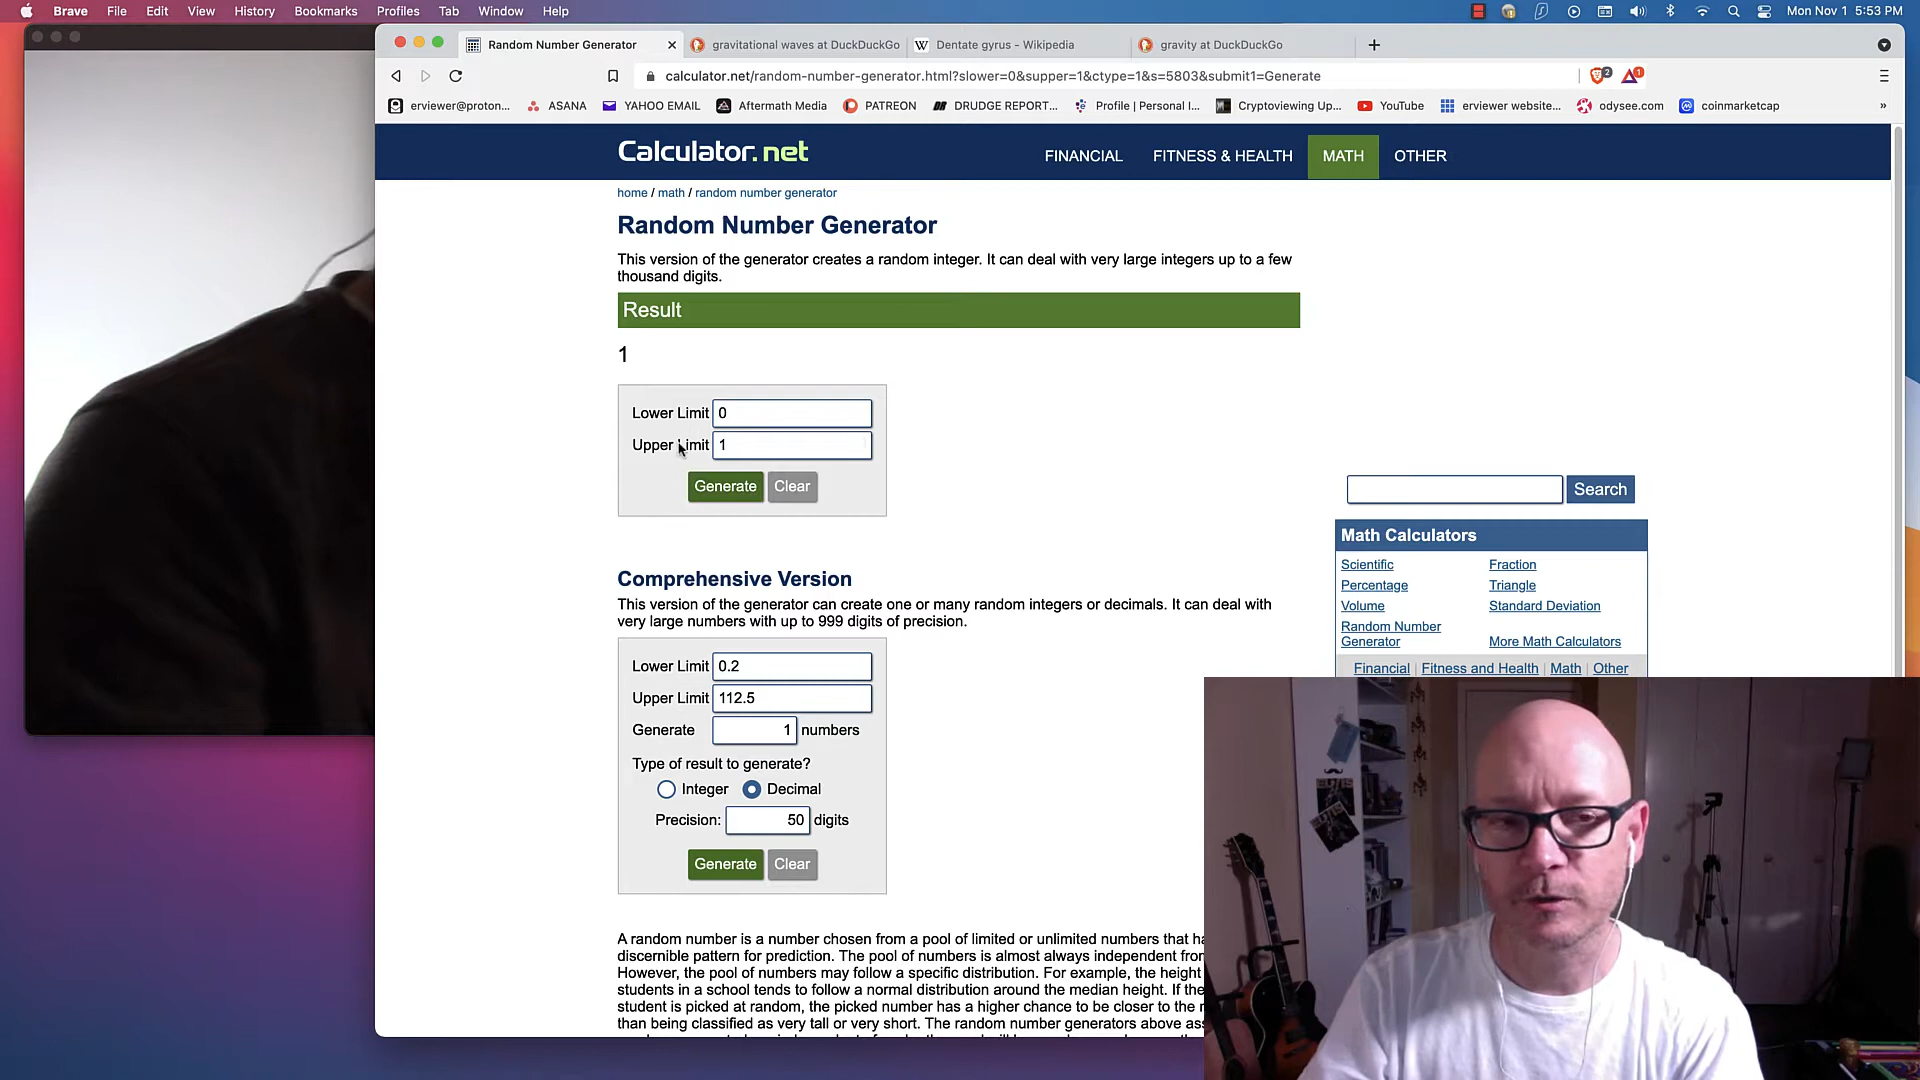 Brave File Edit View History Bookmarks Profiles Tab Window Help Mon Nov 1 5:53 PM
Random Number Generator gravitational waves at DuckDuckGo Dentate gyrus - Wikipedia gravity at DuckDuckGo
calculator.net/random-number-generator.html?slower=0&supper=1&ctype=1&s=5803&submit1=Generate 2 1
erviewer@proton... ASANA YAHOO EMAIL Aftermath Media PATREON DRUDGE REPORT... Profile | Personal I... Cryptoviewing Up... YouTube erviewer website... odysee.com coinmarketcap »
Calculator.net FINANCIAL FITNESS & HEALTH MATH OTHER
home / math / random number generator
Random Number Generator
This version of the generator creates a random integer. It can deal with very large integers up to a few
thousand digits.
Result
1
Lower Limit 0
Upper Limit 1
Generate Clear
Search
Math Calculators
Scientific Fraction
Percentage Triangle
Volume Standard Deviation
Random Number
Generator More Math Calculators
Financial | Fitness and Health | Math | Other
Comprehensive Version
This version of the generator can create one or many random integers or decimals. It can deal with
very large numbers with up to 999 digits of precision.
Lower Limit 0.2
Upper Limit 112.5
Generate 1 numbers
Type of result to generate?
Integer Decimal
Precision: 50 digits
Generate Clear
A random number is a number chosen from a pool of limited or unlimited numbers that
discernible pattern for prediction. The pool of numbers is almost always independent
However, the pool of numbers may follow a specific distribution. For example, the height
students in a school tends to follow a normal distribution around the median height. If the
student is picked at random, the picked number has a higher chance to be closer to the
than being classified as very tall or very short. The random number generators above